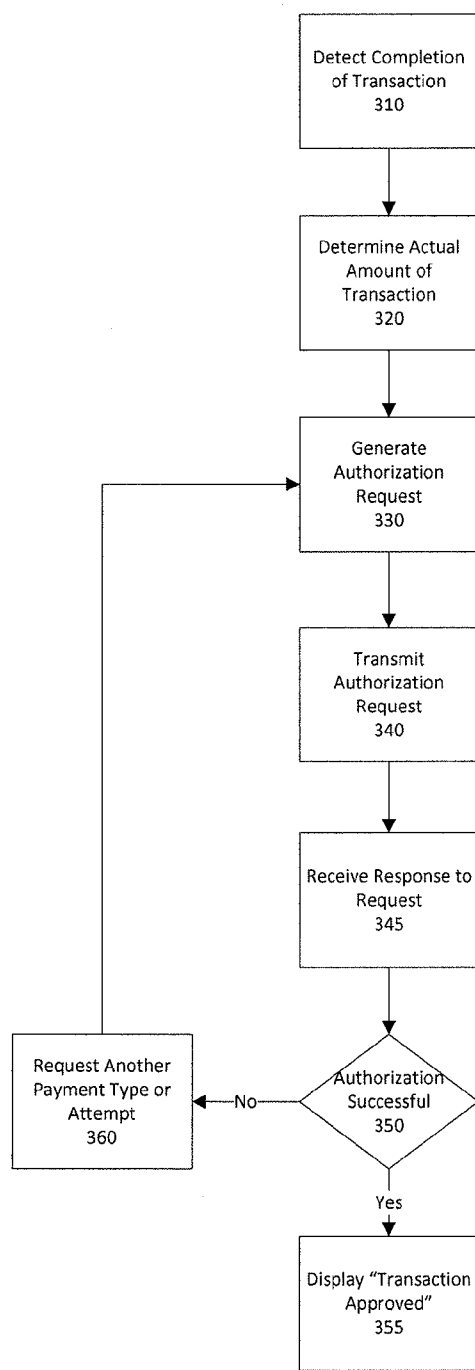 Detect Completion
of Transaction
310
Determine Actual
Amount of
Transaction
320
Generate
Authorization
Request
330
Transmit
Authorization
Request
340
Receive Response to
Request
345
Authorization
Successful
350
No
Request Another
Payment Type or
Attempt
360
Yes
Display “Transaction
Approved”
355